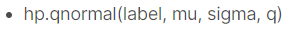 • hp.qnormal(label, mu, sigma, q)